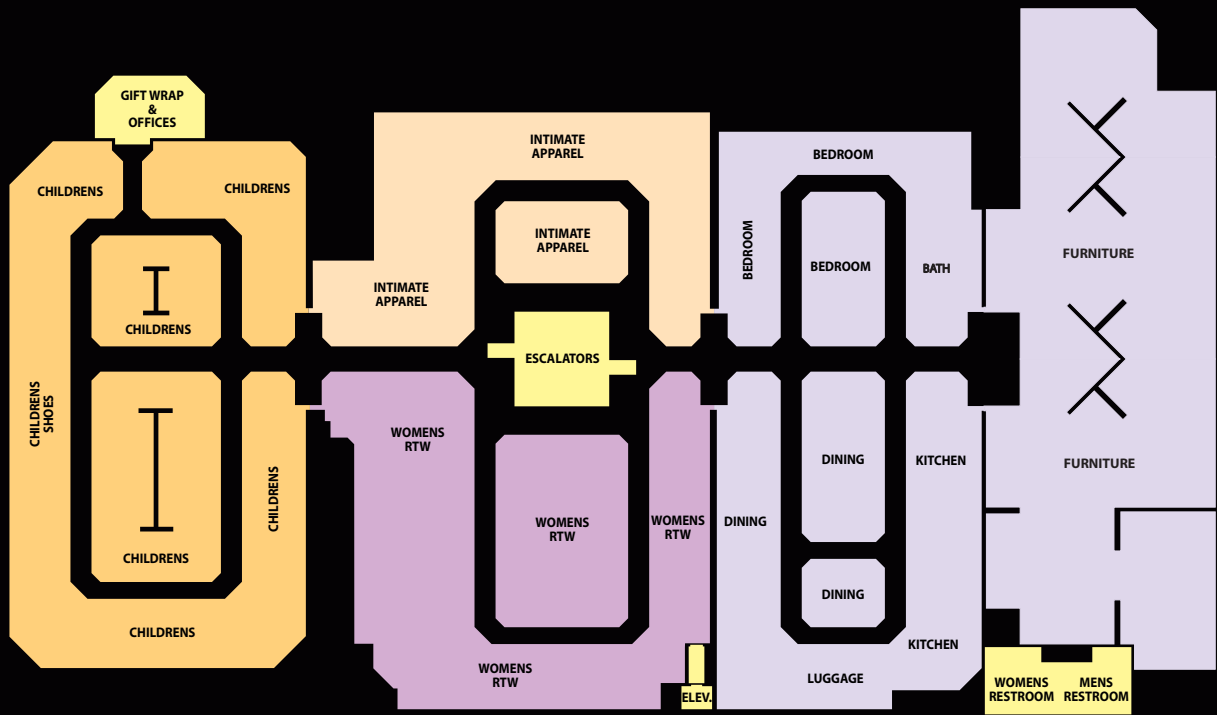 GIFT WRAP
&
OFFICES
CHILDRENS
CHILDRENS
CHILDRENS
CHILDRENS
SHOES
CHILDRENS
CHILDRENS
CHILDRENS
INTIMATE
APPAREL
INTIMATE
APPAREL
INTIMATE
APPAREL
ESCALATORS
WOMENS
RTW
WOMENS
RTW
WOMENS
RTW
WOMENS
RTW
ELEV.
BEDROOM
BEDROOM
BEDROOM
BATH
DINING
KITCHEN
DINING
DINING
KITCHEN
LUGGAGE
FURNITURE
FURNITURE
WOMENS
RESTROOM
MENS
RESTROOM